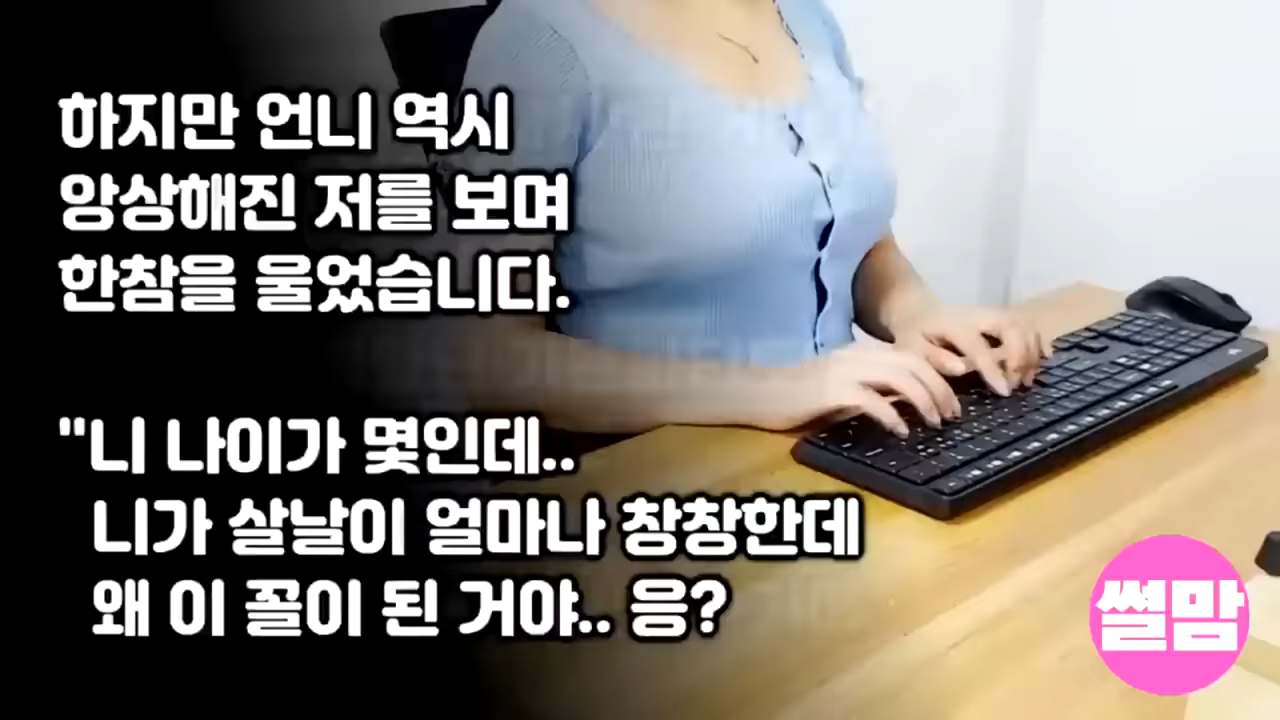 하지만 언니 역시
앙상해진 저를 보며
한참을 울었습니다.
"니 나이가 몇인데..
니가 살날이 얼마나 창창한데
왜 이 꼴이 된 거야.. 응?
썰맘